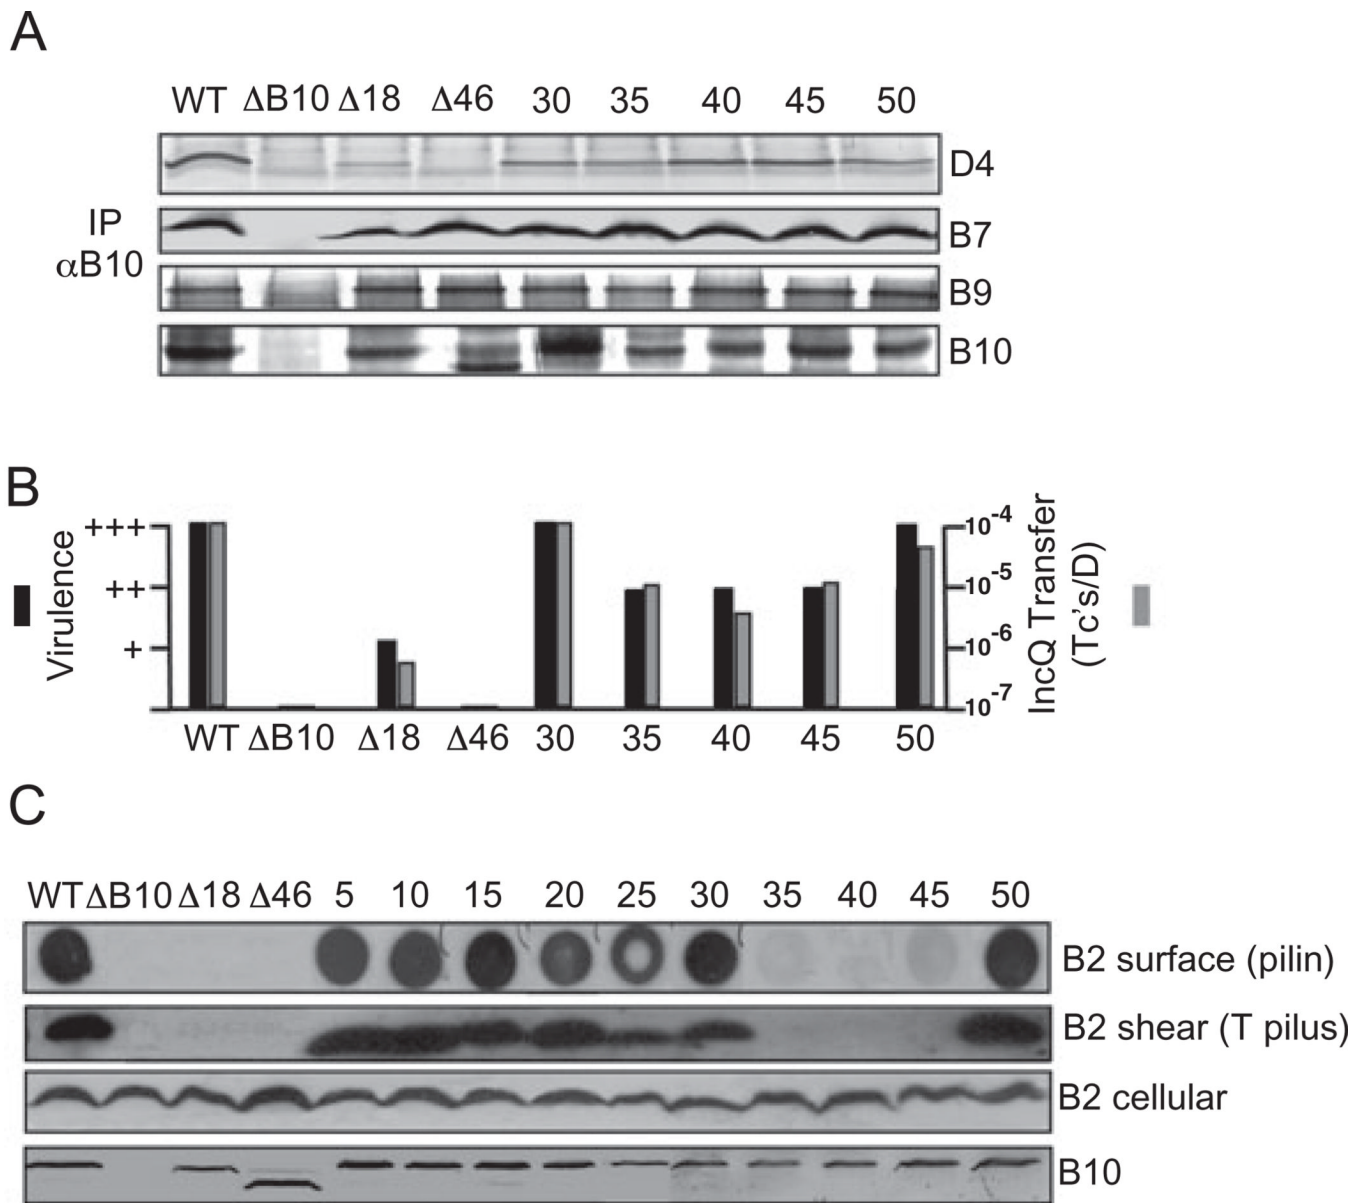 A
WT ΔB10 Δ18 Δ46 30 35 40 45 50
D4
IP
αB10
B7
B9
B10
B
Virulence
+++
++
+
10-4
10-5
10-6
10-7
IncQ Transfer
(Tc's/D)
WT ΔB10 Δ18 Δ46 30 35 40 45 50
C
WT ΔB10 Δ18 Δ46 5 10 15 20 25 30 35 40 45 50
B2 surface (pilin)
B2 shear (T pilus)
B2 cellular
B10